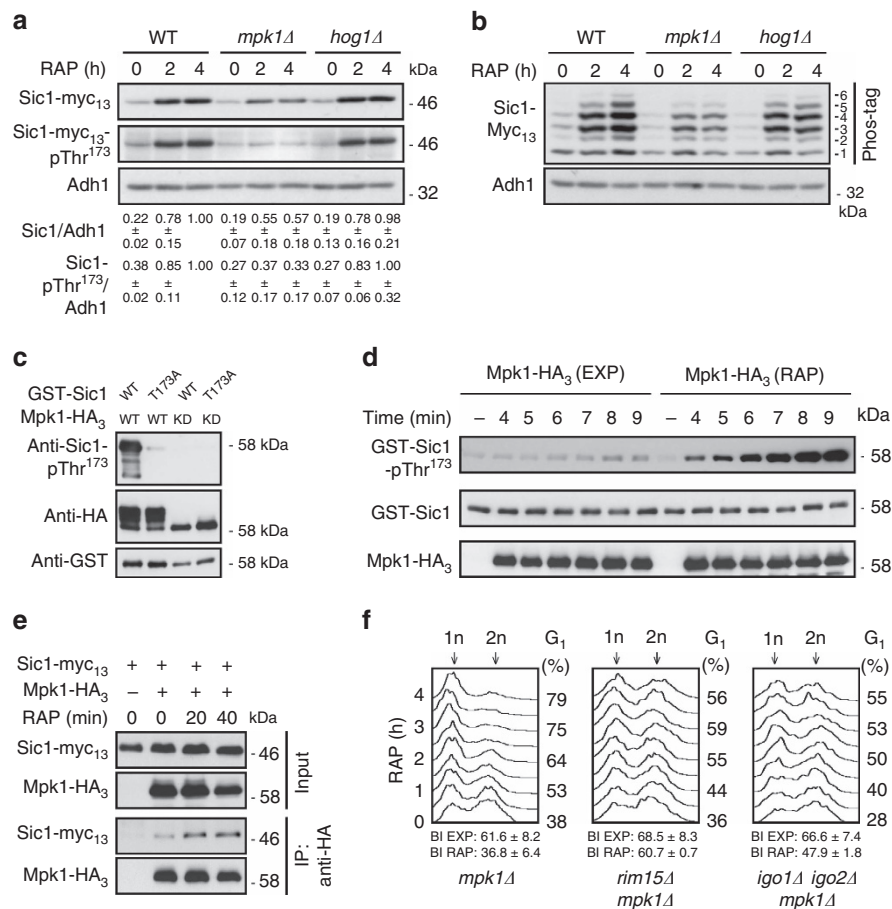 a
WT mpk1Δ hog1Δ
RAP (h) 0 2 4 0 2 4 0 2 4 kDa
Sic1-myc13 - 46
Sic1-myc13-pThr173 - 46
Adh1 - 32
Sic1/Adh1
0.22 0.78 1.00 0.19 0.55 0.57 0.19 0.78 0.98
± ± ± ± ± ± ± ±
0.02 0.15 0.07 0.18 0.18 0.13 0.16 0.21
Sic1-pThr173/Adh1
0.38 0.85 1.00 0.27 0.37 0.33 0.27 0.83 1.00
± ± ± ± ± ± ± ±
0.02 0.11 0.12 0.17 0.17 0.07 0.06 0.32
b
WT mpk1Δ hog1Δ
RAP (h) 0 2 4 0 2 4 0 2 4
Sic1-Myc13
-6
-5
-4
-3
-2
-1
Phos-tag
Adh1 - 32
kDa
c
GST-Sic1 WT T173A WT T173A
Mpk1-HA3 WT WT KD KD
Anti-Sic1-pThr173 - 58 kDa
Anti-HA - 58 kDa
Anti-GST - 58 kDa
d
Mpk1-HA3 (EXP) Mpk1-HA3 (RAP)
Time (min) – 4 5 6 7 8 9 – 4 5 6 7 8 9 kDa
GST-Sic1-pThr173 - 58
GST-Sic1 - 58
Mpk1-HA3 - 58
e
Sic1-myc13 + + + +
Mpk1-HA3 – + + +
RAP (min) 0 0 20 40 kDa
Sic1-myc13 - 46
Mpk1-HA3 - 58
Input
Sic1-myc13 - 46
Mpk1-HA3 - 58
IP: anti-HA
f
1n 2n G1 (%) 1n 2n G1 (%) 1n 2n G1 (%)
RAP (h)
4 79 56 55
3 75 59 53
2 64 55 50
1 53 44 40
0 38 36 28
BI EXP: 61.6 ± 8.2 BI EXP: 68.5 ± 8.3 BI EXP: 66.6 ± 7.4
BI RAP: 36.8 ± 6.4 BI RAP: 60.7 ± 0.7 BI RAP: 47.9 ± 1.8
mpk1Δ rim15Δ igo1Δ igo2Δ
mpk1Δ mpk1Δ